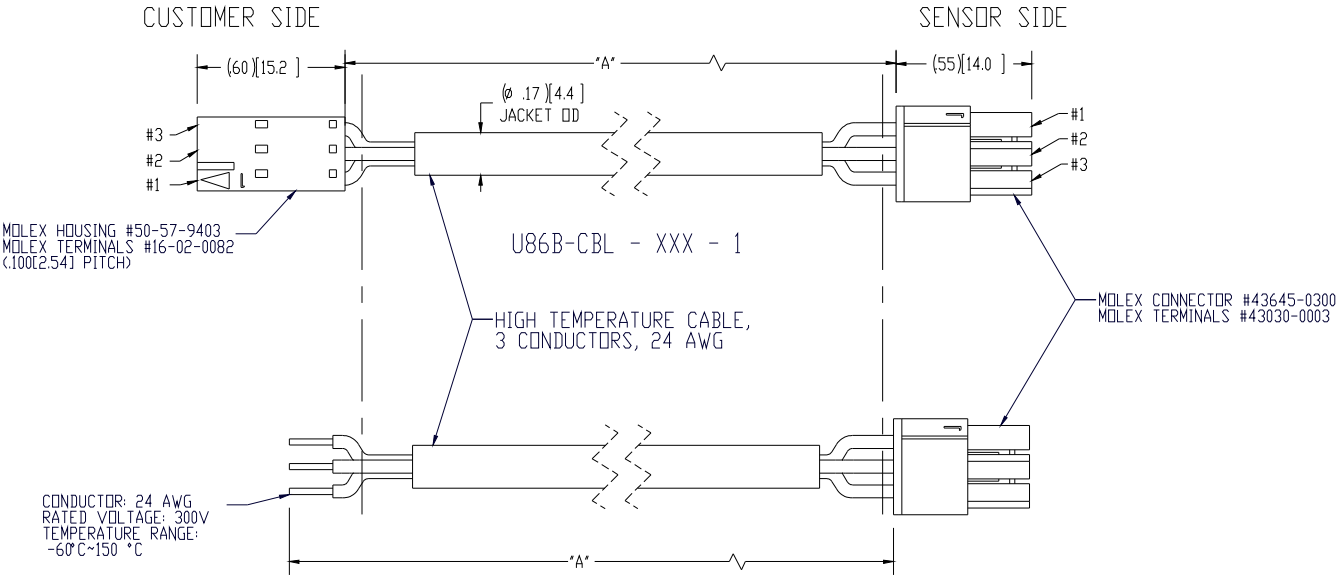 CUSTOMER SIDE
SENSOR SIDE
(.60)[15.2 ]
"A"
(.55)[14.0 ]
(ø .17)[4.4 ]
JACKET OD
#3
#2
#1
#1
#2
#3
MOLEX HOUSING #50-57-9403
MOLEX TERMINALS #16-02-0082
(.100[2.54] PITCH)
U86B-CBL - XXX - 1
HIGH TEMPERATURE CABLE,
3 CONDUCTORS, 24 AWG
MOLEX CONNECTOR #43645-0300
MOLEX TERMINALS #43030-0003
CONDUCTOR: 24 AWG
RATED VOLTAGE: 300V
TEMPERATURE RANGE:
-60°C~150 °C
"A"